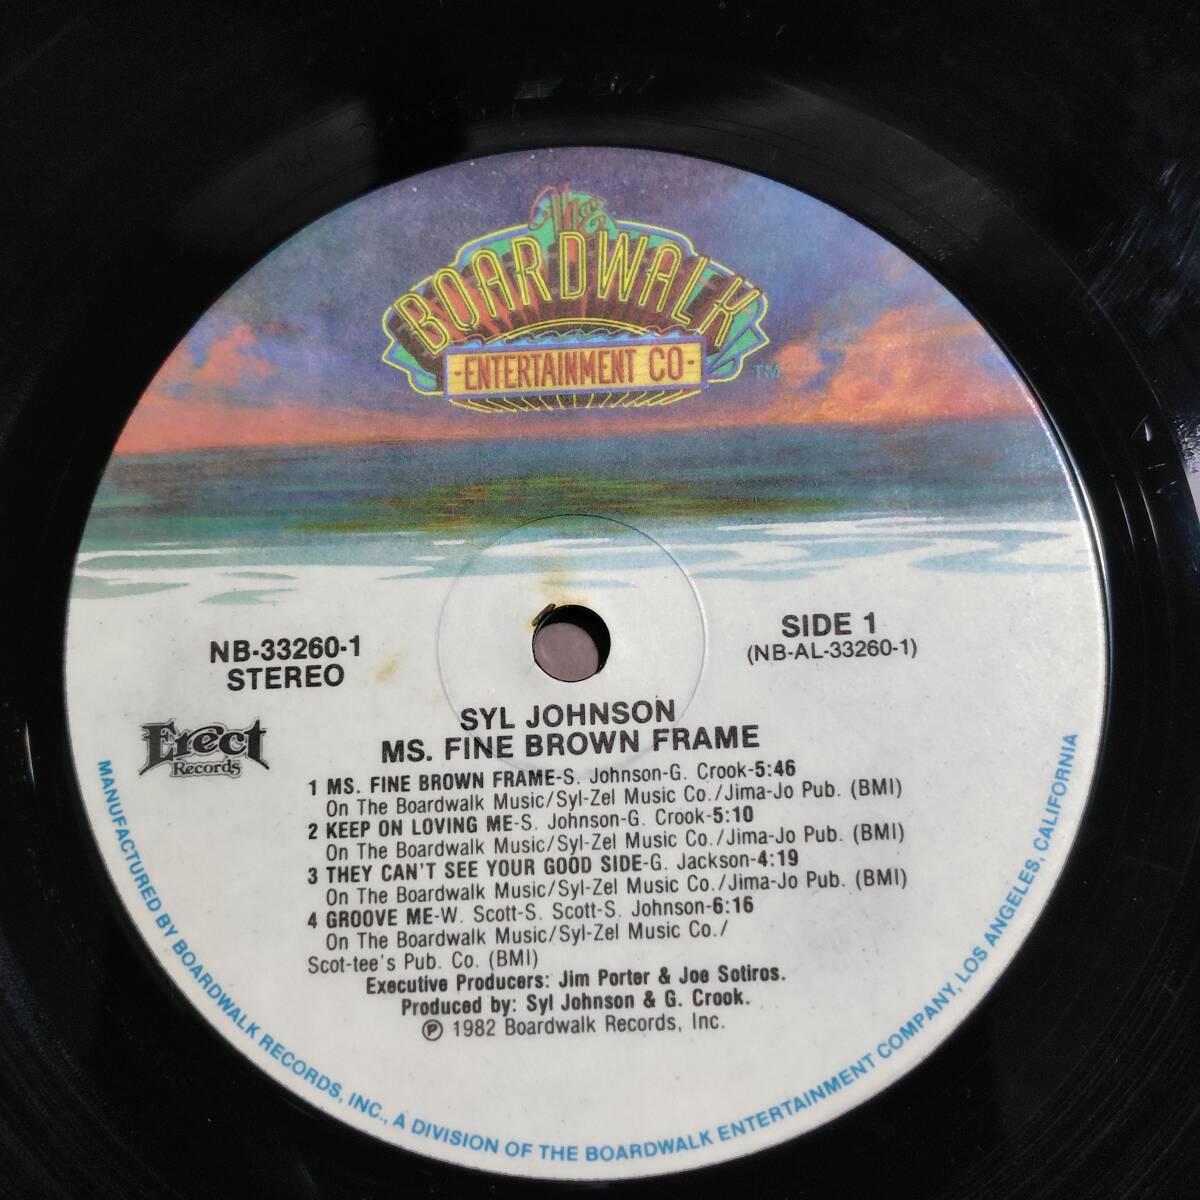 The
BOARDWALK
-ENTERTAINMENT CO-
TM
NB-33260-1
STEREO
SIDE 1
(NB-AL-33260-1)
Erect
Records
SYL JOHNSON
MS. FINE BROWN FRAME
1 MS. FINE BROWN FRAME-S. Johnson-G. Crook-5:46
On The Boardwalk Music/Syl-Zel Music Co./Jima-Jo Pub. (BMI)
2 KEEP ON LOVING ME-S. Johnson-G. Crook-5:10
On The Boardwalk Music/Syl-Zel Music Co./Jima-Jo Pub. (BMI)
3 THEY CAN'T SEE YOUR GOOD SIDE-G. Jackson-4:19
On The Boardwalk Music/Syl-Zel Music Co./Jima-Jo Pub. (BMI)
4 GROOVE ME-W. Scott-S. Scott-S. Johnson-6:16
On The Boardwalk Music/Syl-Zel Music Co./
Scot-tee's Pub. Co. (BMI)
Executive Producers: Jim Porter & Joe Sotiros.
Produced by: Syl Johnson & G. Crook.
℗ 1982 Boardwalk Records, Inc.
MANUFACTURED BY BOARDWALK RECORDS, INC., A DIVISION OF THE BOARDWALK ENTERTAINMENT COMPANY, LOS ANGELES, CALIFORNIA